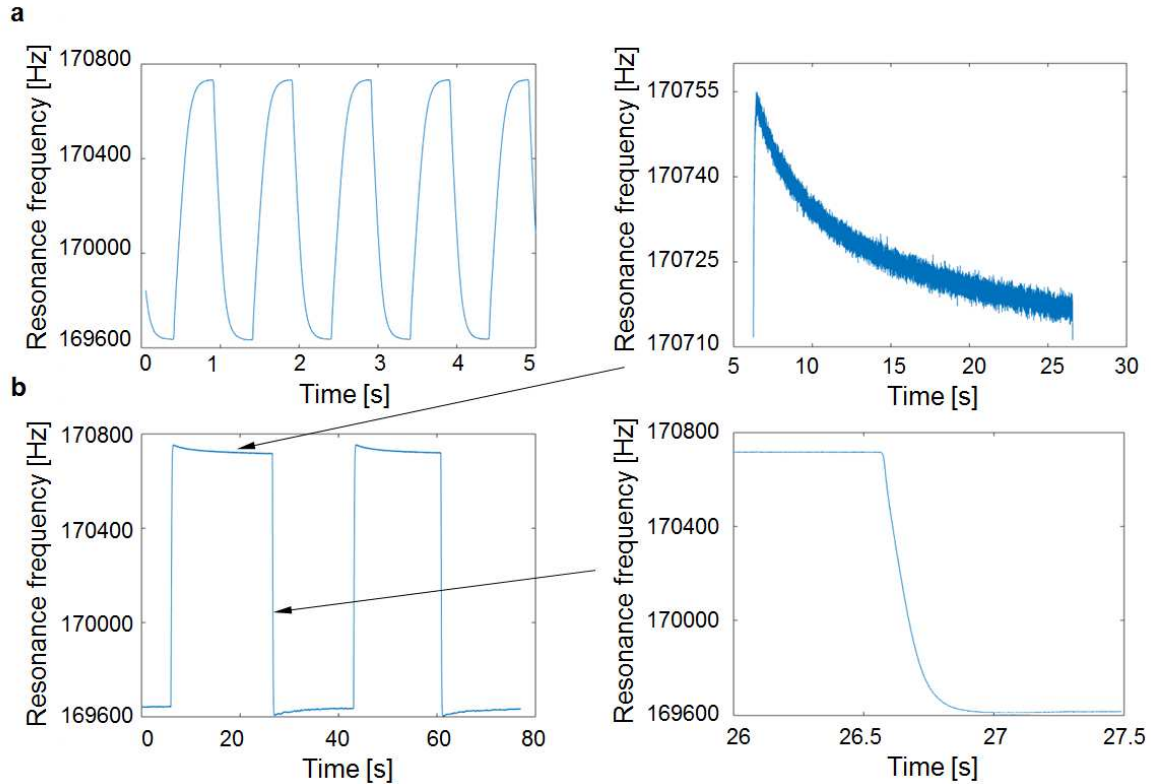 a
Resonance frequency [Hz]
170800
170400
170000
169600
0 1 2 3 4 5
Time [s]
Resonance frequency [Hz]
170755
170740
170725
170710
5 10 15 20 25 30
Time [s]
b
Resonance frequency [Hz]
170800
170400
170000
169600
0 20 40 60 80
Time [s]
Resonance frequency [Hz]
170800
170400
170000
169600
26 26.5 27 27.5
Time [s]